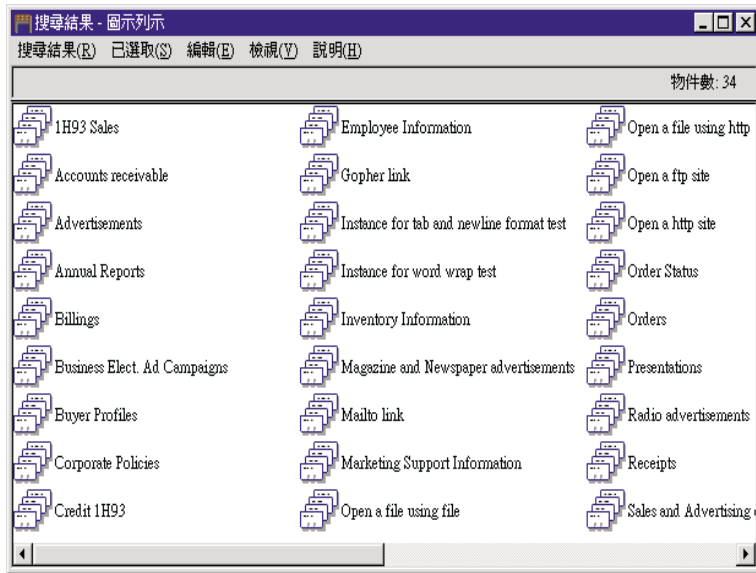 搜尋結果 - 圖示列示
搜尋結果(R) 已選取(S) 編輯(E) 檢視(V) 說明(H)
物件數: 34
1H93 Sales
Accounts receivable
Advertisements
Annual Reports
Billings
Business Elect. Ad Campaigns
Buyer Profiles
Corporate Policies
Credit 1H93
Employee Information
Gopher link
Instance for tab and newline format test
Instance for word wrap test
Inventory Information
Magazine and Newspaper advertisements
Mailto link
Marketing Support Information
Open a file using file
Open a file using http
Open a ftp site
Open a http site
Order Status
Orders
Presentations
Radio advertisements
Receipts
Sales and Advertising